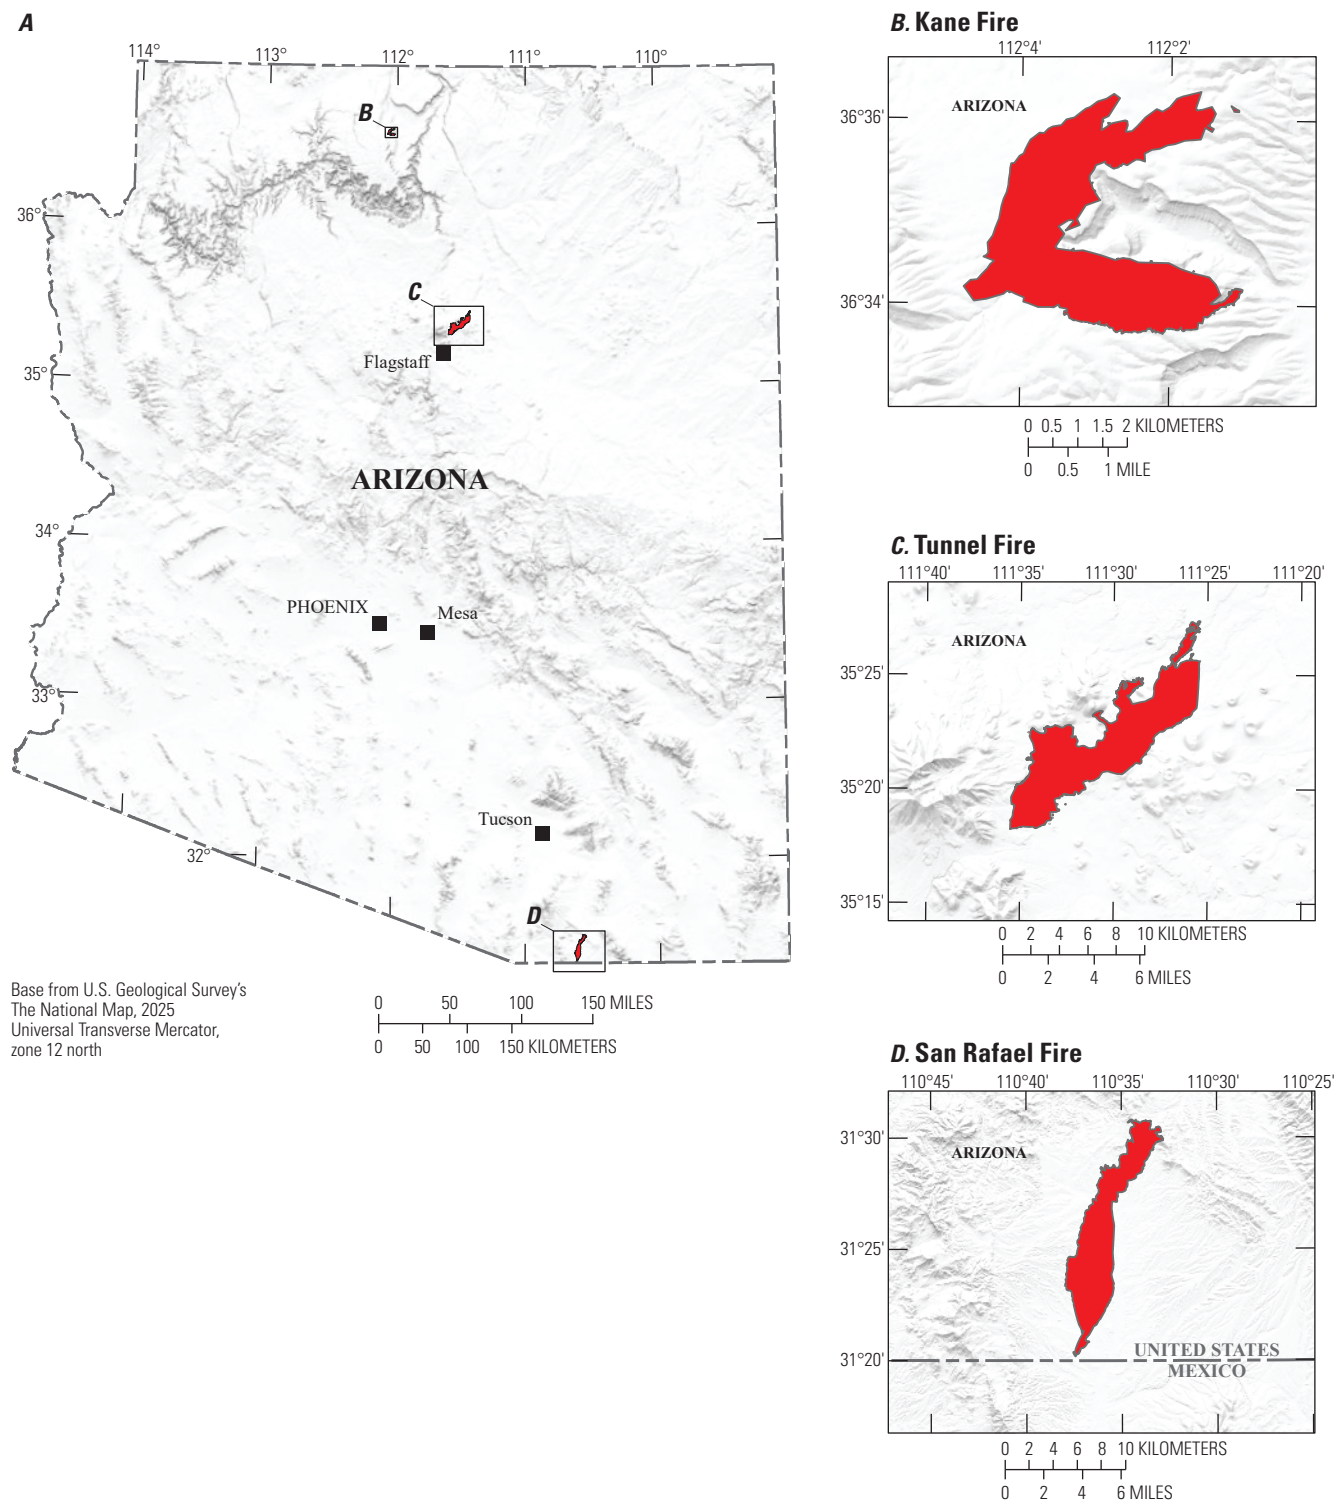 A
114°
113°
112°
111°
110°
B
36°
C
Flagstaff
35°
ARIZONA
34°
PHOENIX
Mesa
33°
Tucson
32°
D
Base from U.S. Geological Survey's
The National Map, 2025
Universal Transverse Mercator,
zone 12 north
0 50 100 150 MILES
0 50 100 150 KILOMETERS
B. Kane Fire
112°4' 112°2'
ARIZONA
36°36'
36°34'
0 0.5 1 1.5 2 KILOMETERS
0 0.5 1 MILE
C. Tunnel Fire
111°40' 111°35' 111°30' 111°25' 111°20'
ARIZONA
35°25'
35°20'
35°15'
0 2 4 6 8 10 KILOMETERS
0 2 4 6 MILES
D. San Rafael Fire
110°45' 110°40' 110°35' 110°30' 110°25'
31°30'
ARIZONA
31°25'
UNITED STATES
31°20'
MEXICO
0 2 4 6 8 10 KILOMETERS
0 2 4 6 MILES